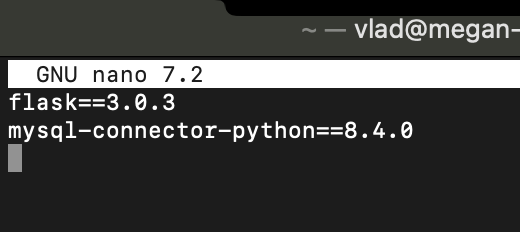 ~ — vlad@megan-
GNU nano 7.2
flask==3.0.3
mysql-connector-python==8.4.0